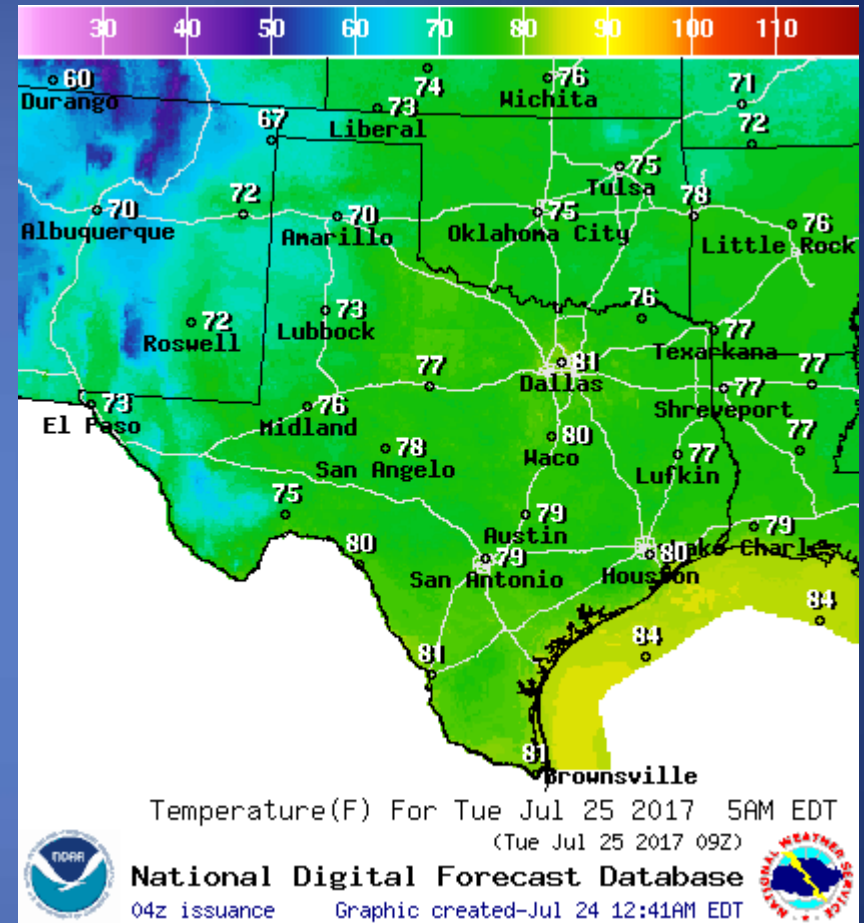 30 40 50 60 70 80 90 100 110
60
Durango
74
76
Wichita
71
73
Liberal
67
72
75
Tulsa
70
Albuquerque
72
70
Amarillo
75
Oklahoma City
78
76
Little Rock
72
Roswell
73
Lubbock
76
77
Texarkana
81
Dallas
77
77
77
Shreveport
73
El Paso
76
Midland
78
San Angelo
80
Waco
77
Lufkin
77
75
79
Austin
79
Lake Charles
80
79
San Antonio
80
Houston
84
84
81
81
Brownsville
Temperature(F) For Tue Jul 25 2017 5AM EDT
(Tue Jul 25 2017 09Z)
National Digital Forecast Database
04z issuance Graphic created-Jul 24 12:41AM EDT
NOAA
NATIONAL WEATHER SERVICE